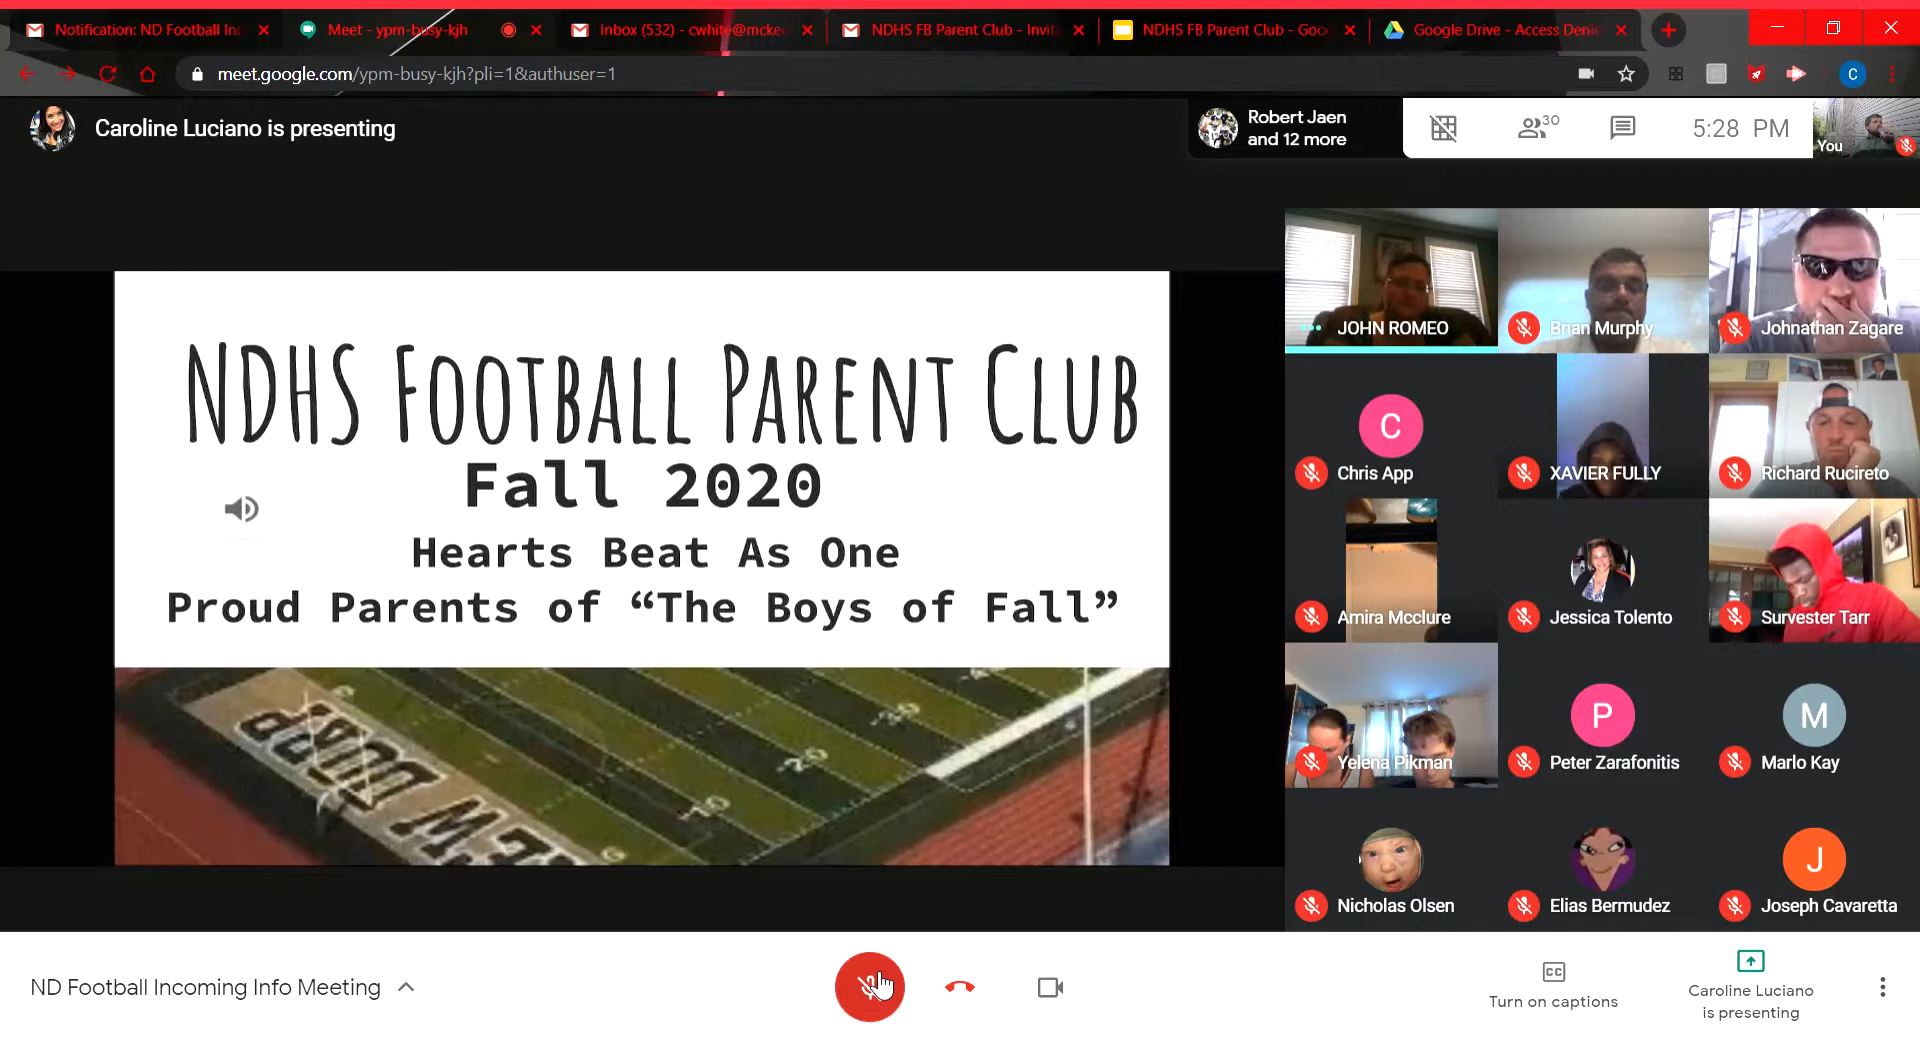 Notification: ND Football In
Meet - ypm-busy-kjh
Inbox (532) - cwhite@mcke
NDHS FB Parent Club - Invit
NDHS FB Parent Club - Goo
Google Drive - Access Denie
meet.google.com/ypm-busy-kjh?pli=1&authuser=1
C
Caroline Luciano is presenting
Robert Jaen
and 12 more
30
5:28 PM
You
NDHS Football Parent Club
Fall 2020
Hearts Beat As One
Proud Parents of “The Boys of Fall”
JOHN ROMEO
Brian Murphy
Johnathan Zagare
C
Chris App
XAVIER FULLY
Richard Rucireto
Amira Mcclure
Jessica Tolento
Survester Tarr
Yelena Pikman
P
Peter Zarafonitis
M
Marlo Kay
Nicholas Olsen
Elias Bermudez
J
Joseph Cavaretta
ND Football Incoming Info Meeting
CC
Turn on captions
Caroline Luciano
is presenting